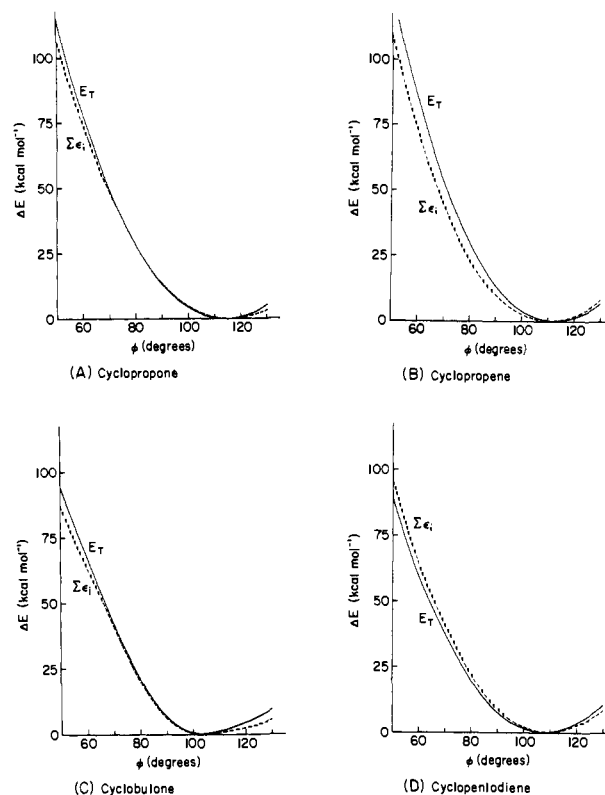 100
75
50
25
0
ΔE (kcal mol⁻¹)
E_T
Σε_i
60 80 100 120
φ (degrees)
(A) Cyclopropone
100
75
50
25
0
ΔE (kcal mol⁻¹)
E_T
Σε_i
60 80 100 120
φ (degrees)
(B) Cyclopropene
100
75
50
25
0
ΔE (kcal mol⁻¹)
E_T
Σε_i
60 80 100 120
φ (degrees)
(C) Cyclobulone
100
75
50
25
0
ΔE (kcal mol⁻¹)
Σε_i
E_T
60 80 100 120
φ (degrees)
(D) Cyclopenlodiene